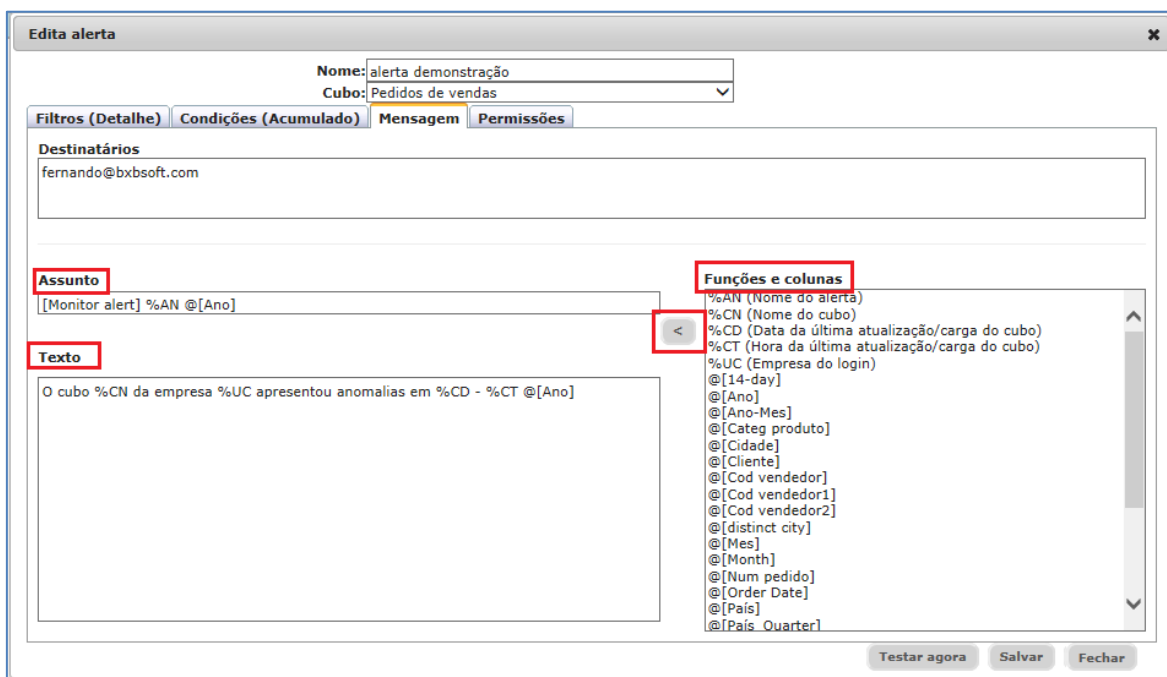 Edita alerta
Nome: alerta demonstração
Cubo: Pedidos de vendas
Filtros (Detalhe) Condições (Acumulado) Mensagem Permissões
Destinatários
fernando@bxbsoft.com
Assunto
[Monitor alert] %AN @[Ano]
<
Texto
O cubo %CN da empresa %UC apresentou anomalias em %CD - %CT @[Ano]
Funções e colunas
%AN (Nome do alerta)
%CN (Nome do cubo)
%CD (Data da última atualização/carga do cubo)
%CT (Hora da última atualização/carga do cubo)
%UC (Empresa do login)
@[14-day]
@[Ano]
@[Ano-Mes]
@[Categ produto]
@[Cidade]
@[Cliente]
@[Cod vendedor]
@[Cod vendedor1]
@[Cod vendedor2]
@[distinct city]
@[Mes]
@[Month]
@[Num pedido]
@[Order Date]
@[País]
@[País_Quarter]
Testar agora Salvar Fechar